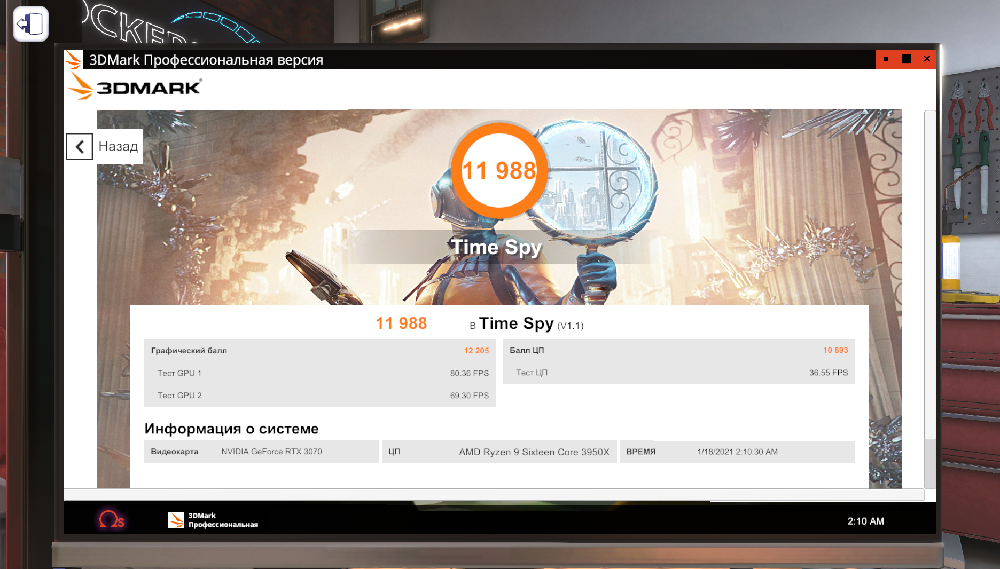 3DMark Профессиональная версия
3DMARK
Назад
11 988
Time Spy
11 988 в Time Spy (V1.1)
Графический балл 12 205
Тест GPU 1 80.36 FPS
Тест GPU 2 69.30 FPS
Балл ЦП 10 893
Тест ЦП 36.55 FPS
Информация о системе
Видеокарта NVIDIA GeForce RTX 3070
ЦП AMD Ryzen 9 Sixteen Core 3950X
ВРЕМЯ 1/18/2021 2:10:30 AM
Ωs
3DMark
Профессиональная
2:10 AM